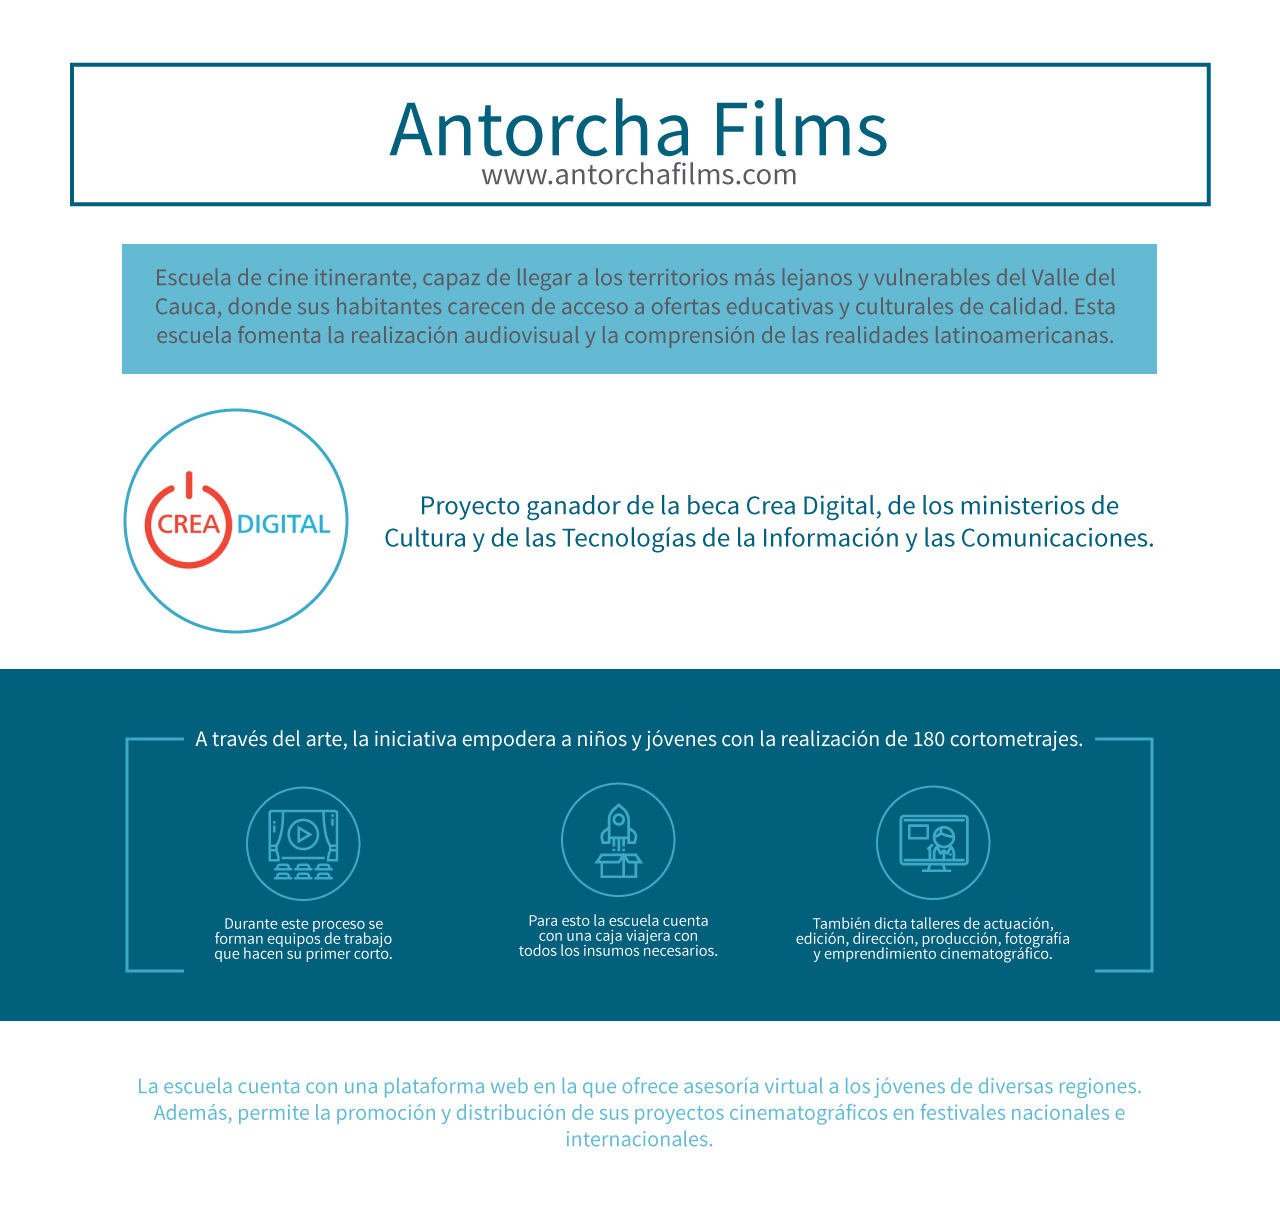 Antorcha Films
www.antorchafilms.com
Escuela de cine itinerante, capaz de llegar a los territorios más lejanos y vulnerables del Valle del
Cauca, donde sus habitantes carecen de acceso a ofertas educativas y culturales de calidad. Esta
escuela fomenta la realización audiovisual y la comprensión de las realidades latinoamericanas.
CREA DIGITAL
Proyecto ganador de la beca Crea Digital, de los ministerios de
Cultura y de las Tecnologías de la Información y las Comunicaciones.
A través del arte, la iniciativa empodera a niños y jóvenes con la realización de 180 cortometrajes.
Durante este proceso se
forman equipos de trabajo
que hacen su primer corto.
Para esto la escuela cuenta
con una caja viajera con
todos los insumos necesarios.
También dicta talleres de actuación,
edición, dirección, producción, fotografía
y emprendimiento cinematográfico.
La escuela cuenta con una plataforma web en la que ofrece asesoría virtual a los jóvenes de diversas regiones.
Además, permite la promoción y distribución de sus proyectos cinematográficos en festivales nacionales e
internacionales.